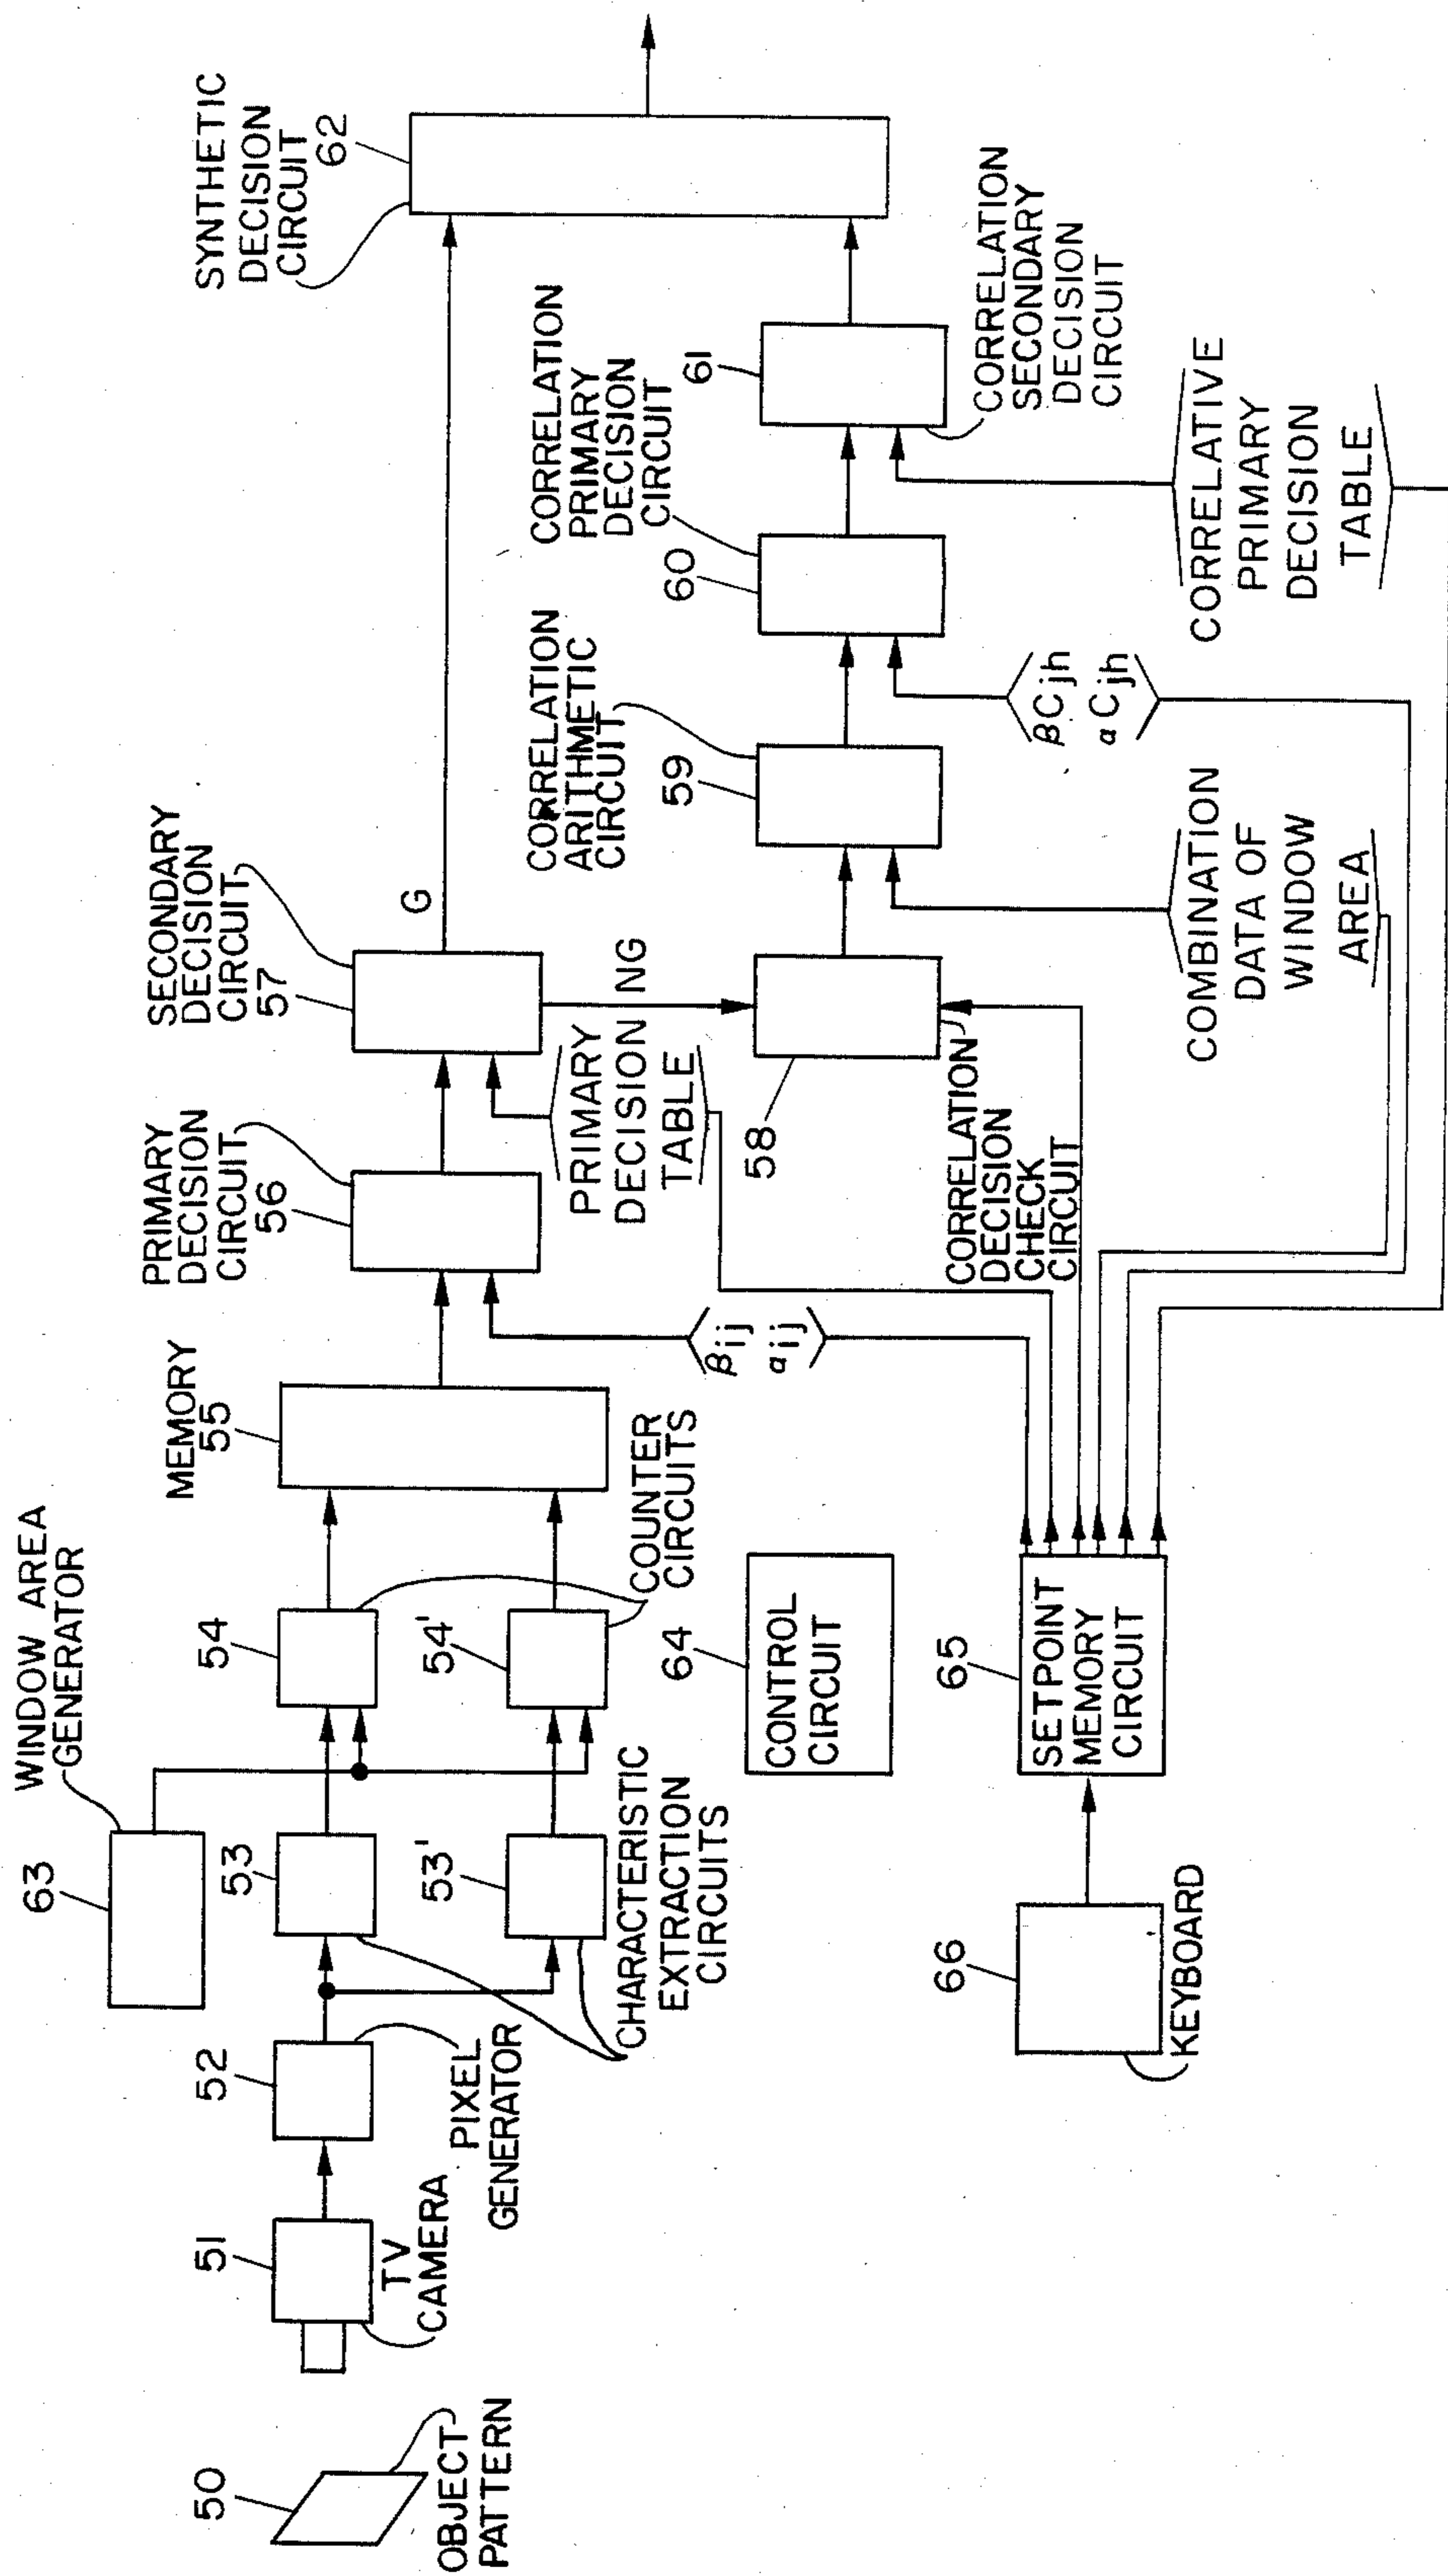 50
OBJECT
PATTERN
51
TV
CAMERA
52
PIXEL
GENERATOR
63
WINDOW AREA
GENERATOR
53
53'
CHARACTERISTIC
EXTRACTION
CIRCUITS
54
54'
COUNTER
CIRCUITS
MEMORY
55
PRIMARY
DECISION
CIRCUIT
56
βij
αij
SECONDARY
DECISION
CIRCUIT
57
G
NG
PRIMARY
DECISION
TABLE
58
CORRELATION
DECISION
CHECK
CIRCUIT
CORRELATION
ARITHMETIC
CIRCUIT
59
COMBINATION
DATA OF
WINDOW
AREA
CORRELATION
PRIMARY
DECISION
CIRCUIT
60
βCjh
αCjh
61
CORRELATION
SECONDARY
DECISION
CIRCUIT
CORRELATIVE
PRIMARY
DECISION
TABLE
SYNTHETIC
DECISION
CIRCUIT
62
64
CONTROL
CIRCUIT
65
SETPOINT
MEMORY
CIRCUIT
66
KEYBOARD